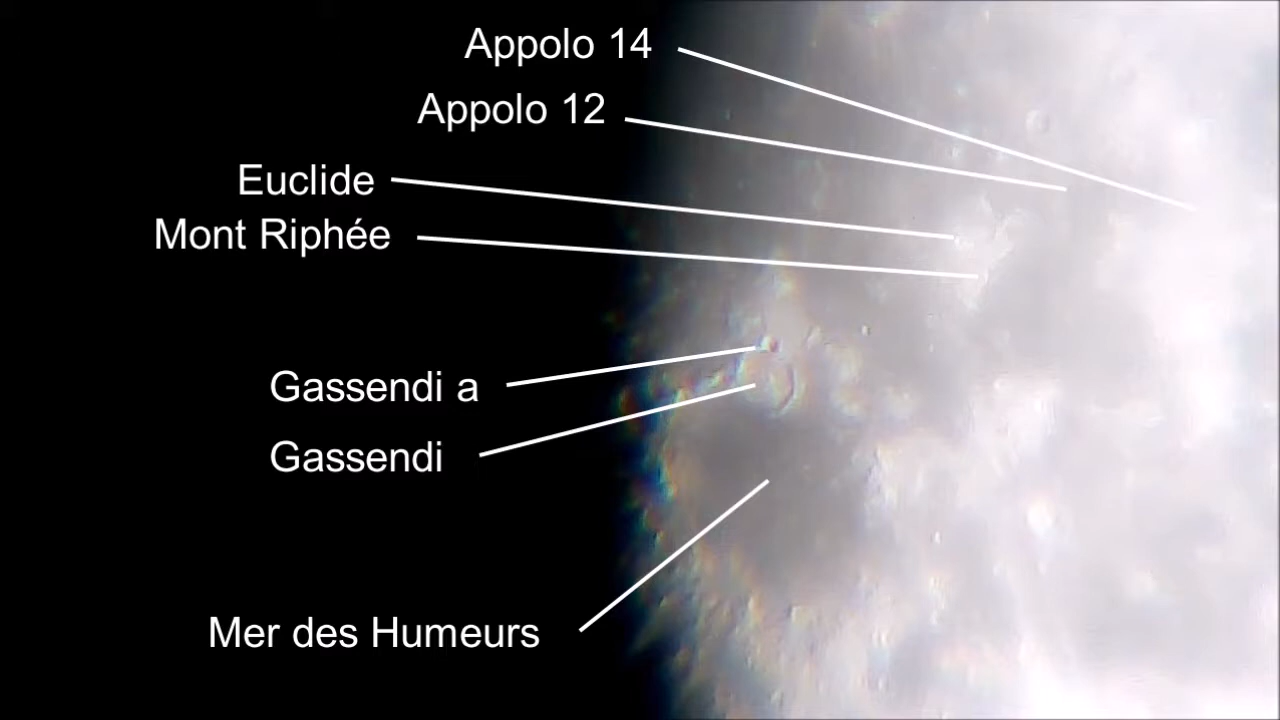 Appolo 14
Appolo 12
Euclide
Mont Riphée
Gassendi a
Gassendi
Mer des Humeurs